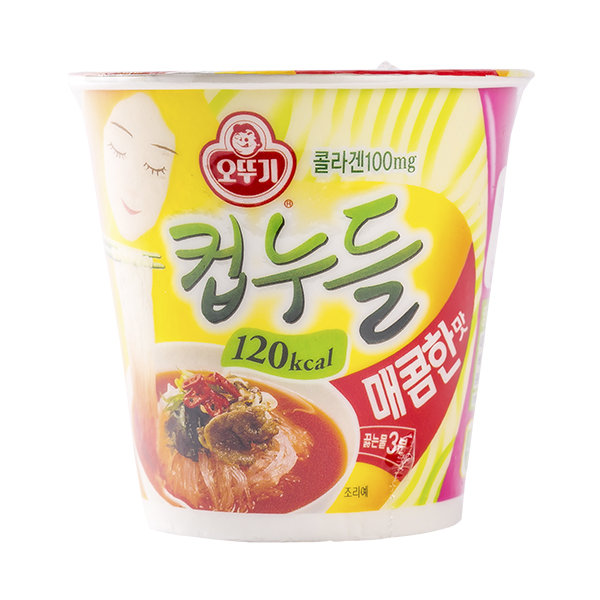 오뚜기
®
콜라겐100mg
컵누들
120kcal
매콤한맛
끓는물3분
조리예